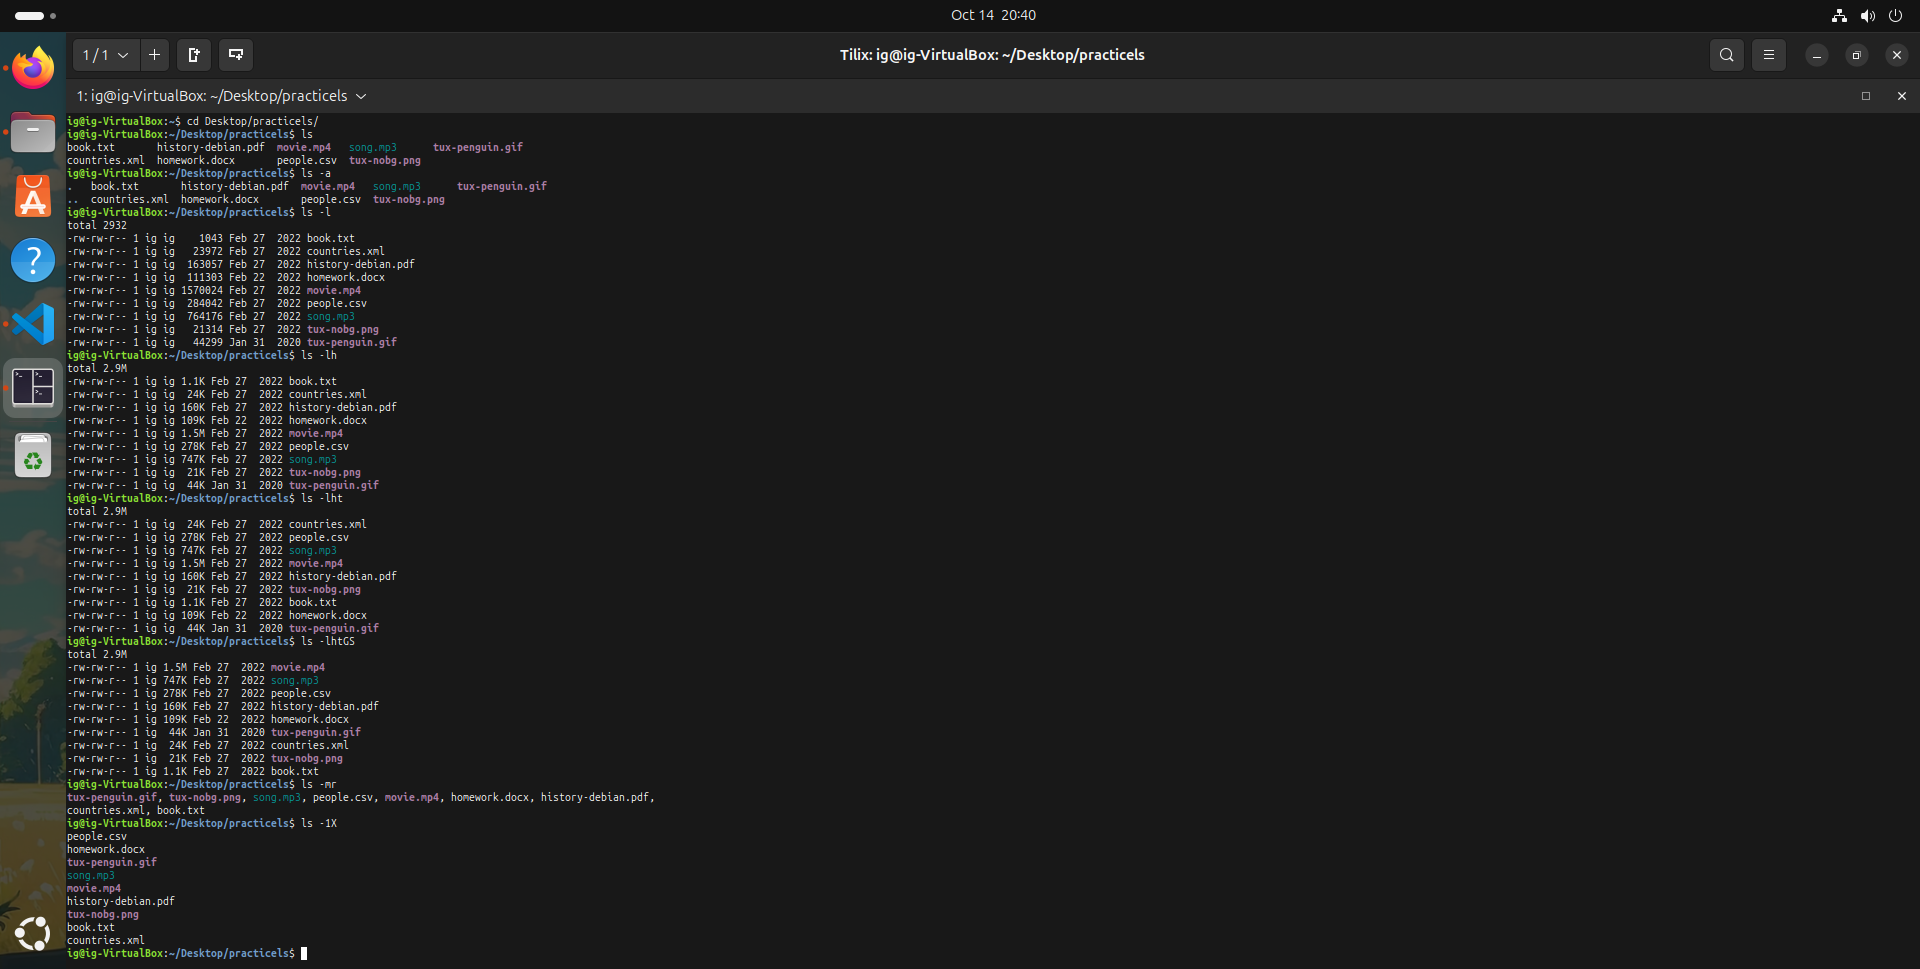 Oct 14 20:40
1 / 1
Tilix: ig@ig-VirtualBox: ~/Desktop/practicels
1: ig@ig-VirtualBox: ~/Desktop/practicels
ig@ig-VirtualBox:~$ cd Desktop/practicels/
ig@ig-VirtualBox:~/Desktop/practicels$ ls
book.txt       history-debian.pdf  movie.mp4   song.mp3      tux-penguin.gif
countries.xml  homework.docx       people.csv  tux-nobg.png
ig@ig-VirtualBox:~/Desktop/practicels$ ls -a
.   book.txt       history-debian.pdf  movie.mp4   song.mp3      tux-penguin.gif
..  countries.xml  homework.docx       people.csv  tux-nobg.png
ig@ig-VirtualBox:~/Desktop/practicels$ ls -l
total 2932
-rw-rw-r-- 1 ig ig    1043 Feb 27  2022 book.txt
-rw-rw-r-- 1 ig ig   23972 Feb 27  2022 countries.xml
-rw-rw-r-- 1 ig ig  163057 Feb 27  2022 history-debian.pdf
-rw-rw-r-- 1 ig ig  111303 Feb 22  2022 homework.docx
-rw-rw-r-- 1 ig ig 1570024 Feb 27  2022 movie.mp4
-rw-rw-r-- 1 ig ig  284042 Feb 27  2022 people.csv
-rw-rw-r-- 1 ig ig  764176 Feb 27  2022 song.mp3
-rw-rw-r-- 1 ig ig   21314 Feb 27  2022 tux-nobg.png
-rw-rw-r-- 1 ig ig   44299 Jan 31  2020 tux-penguin.gif
ig@ig-VirtualBox:~/Desktop/practicels$ ls -lh
total 2.9M
-rw-rw-r-- 1 ig ig 1.1K Feb 27  2022 book.txt
-rw-rw-r-- 1 ig ig  24K Feb 27  2022 countries.xml
-rw-rw-r-- 1 ig ig 160K Feb 27  2022 history-debian.pdf
-rw-rw-r-- 1 ig ig 109K Feb 22  2022 homework.docx
-rw-rw-r-- 1 ig ig 1.5M Feb 27  2022 movie.mp4
-rw-rw-r-- 1 ig ig 278K Feb 27  2022 people.csv
-rw-rw-r-- 1 ig ig 747K Feb 27  2022 song.mp3
-rw-rw-r-- 1 ig ig  21K Feb 27  2022 tux-nobg.png
-rw-rw-r-- 1 ig ig  44K Jan 31  2020 tux-penguin.gif
ig@ig-VirtualBox:~/Desktop/practicels$ ls -lht
total 2.9M
-rw-rw-r-- 1 ig ig  24K Feb 27  2022 countries.xml
-rw-rw-r-- 1 ig ig 278K Feb 27  2022 people.csv
-rw-rw-r-- 1 ig ig 747K Feb 27  2022 song.mp3
-rw-rw-r-- 1 ig ig 1.5M Feb 27  2022 movie.mp4
-rw-rw-r-- 1 ig ig 160K Feb 27  2022 history-debian.pdf
-rw-rw-r-- 1 ig ig  21K Feb 27  2022 tux-nobg.png
-rw-rw-r-- 1 ig ig 1.1K Feb 27  2022 book.txt
-rw-rw-r-- 1 ig ig 109K Feb 22  2022 homework.docx
-rw-rw-r-- 1 ig ig  44K Jan 31  2020 tux-penguin.gif
ig@ig-VirtualBox:~/Desktop/practicels$ ls -lhtGS
total 2.9M
-rw-rw-r-- 1 ig 1.5M Feb 27  2022 movie.mp4
-rw-rw-r-- 1 ig 747K Feb 27  2022 song.mp3
-rw-rw-r-- 1 ig 278K Feb 27  2022 people.csv
-rw-rw-r-- 1 ig 160K Feb 27  2022 history-debian.pdf
-rw-rw-r-- 1 ig 109K Feb 22  2022 homework.docx
-rw-rw-r-- 1 ig  44K Jan 31  2020 tux-penguin.gif
-rw-rw-r-- 1 ig  24K Feb 27  2022 countries.xml
-rw-rw-r-- 1 ig  21K Feb 27  2022 tux-nobg.png
-rw-rw-r-- 1 ig 1.1K Feb 27  2022 book.txt
ig@ig-VirtualBox:~/Desktop/practicels$ ls -mr
tux-penguin.gif, tux-nobg.png, song.mp3, people.csv, movie.mp4, homework.docx, history-debian.pdf,
countries.xml, book.txt
ig@ig-VirtualBox:~/Desktop/practicels$ ls -1X
people.csv
homework.docx
tux-penguin.gif
song.mp3
movie.mp4
history-debian.pdf
tux-nobg.png
book.txt
countries.xml
ig@ig-VirtualBox:~/Desktop/practicels$